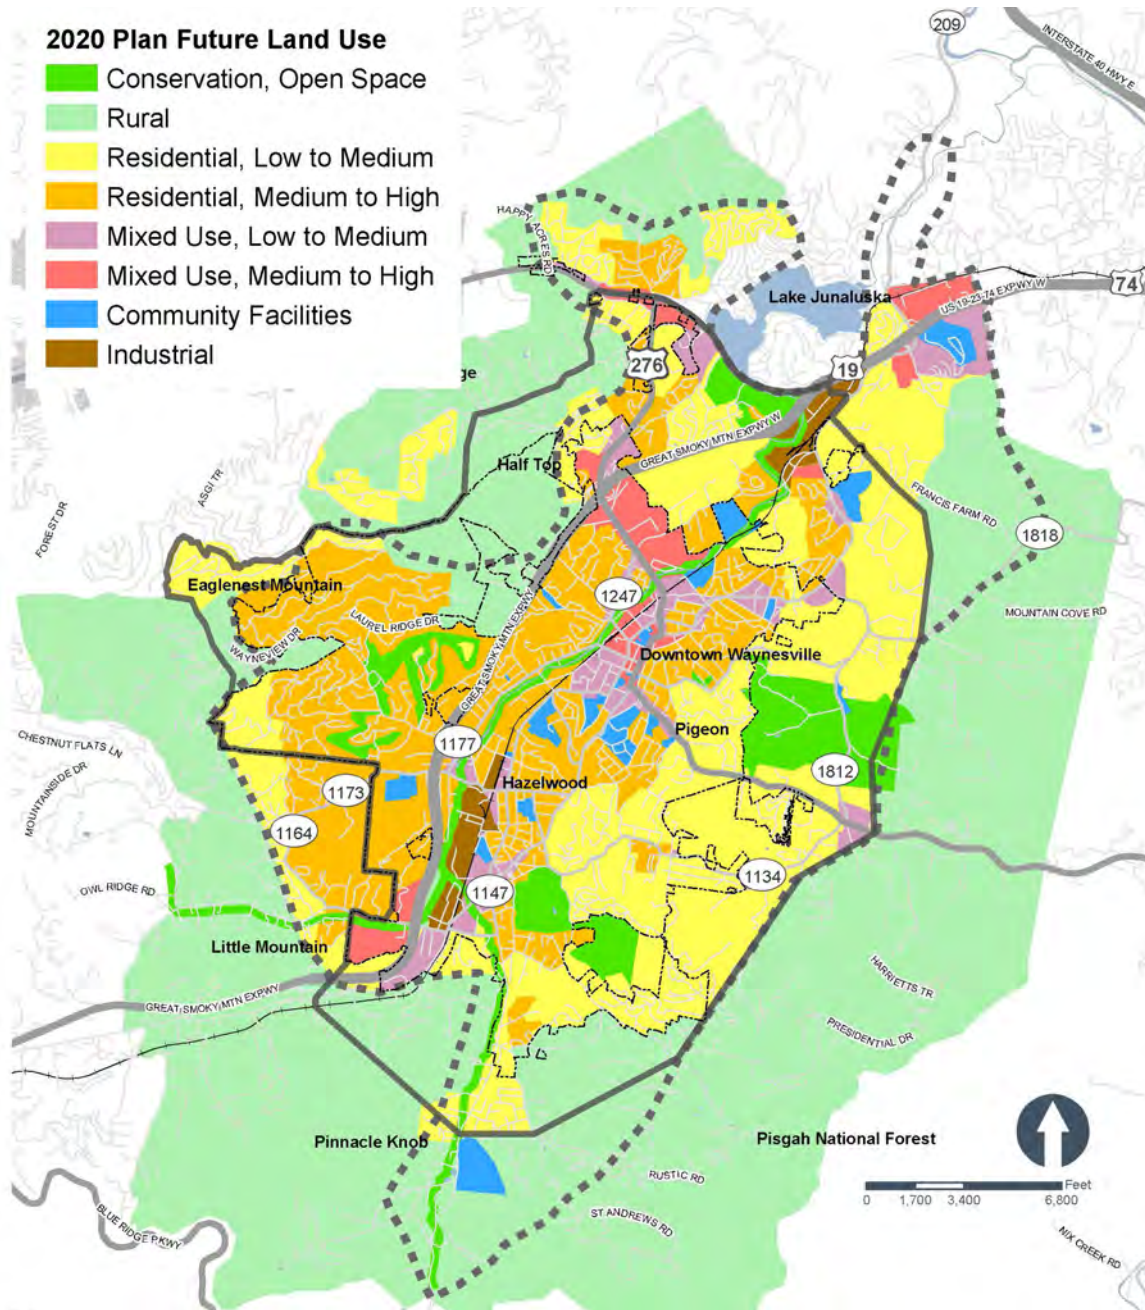 2020 Plan Future Land Use
Conservation, Open Space
Rural
Residential, Low to Medium
Residential, Medium to High
Mixed Use, Low to Medium
Mixed Use, Medium to High
Community Facilities
Industrial
209
INTERSTATE 40 HWY E
HAPPY ACRES RD
Lake Junaluska
US 19-23-74 EXPWY W
74
276
19
ge
GREAT SMOKY MTN EXPWY W
Half Top
ASGI TR
FOREST DR
FRANCIS FARM RD
1818
Eaglenest Mountain
1247
GREAT SMOKY MTN EXPWY
MOUNTAIN COVE RD
LAUREL RIDGE DR
WAYNEVIEW DR
Downtown Waynesville
Pigeon
CHESTNUT FLATS LN
1177
MOUNTAINSIDE DR
Hazelwood
1812
1173
1164
1134
OWL RIDGE RD
1147
Little Mountain
HARRIETTS TR
GREAT SMOKY MTN EXPWY
PRESIDENTIAL DR
Pinnacle Knob
Pisgah National Forest
RUSTIC RD
Feet
0 1,700 3,400 6,800
ST ANDREWS RD
BLUE RIDGE PKWY
NIX CREEK RD